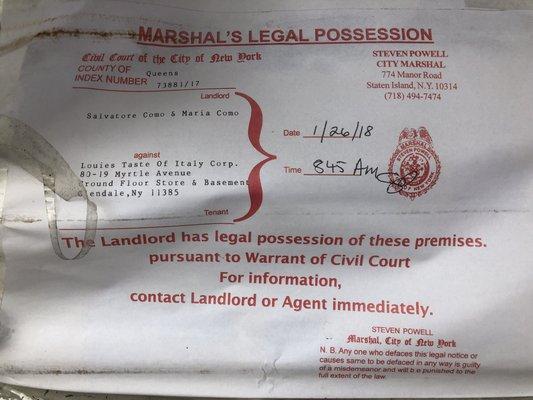 MARSHAL'S LEGAL POSSESSION
Civil Court of the City of New York
COUNTY OF Queens
INDEX NUMBER 73881/17
Landlord
Salvatore Como & Maria Como
against
Louies Taste Of Italy Corp.
80-19 Myrtle Avenue
Ground Floor Store & Basement
Glendale,Ny 11385
Tenant
STEVEN POWELL
CITY MARSHAL
774 Manor Road
Staten Island, N.Y. 10314
(718) 494-7474
Date 1/26/18
Time 845 Am
MARSHAL
The Landlord has legal possession of these premises.
pursuant to Warrant of Civil Court
For information,
contact Landlord or Agent immediately.
STEVEN POWELL
Marshal, City of New York
N. B. Any one who defaces this legal notice or
causes same to be defaced in any way is guilty
of a misdemeanor and will be punished to the
full extent of the law.